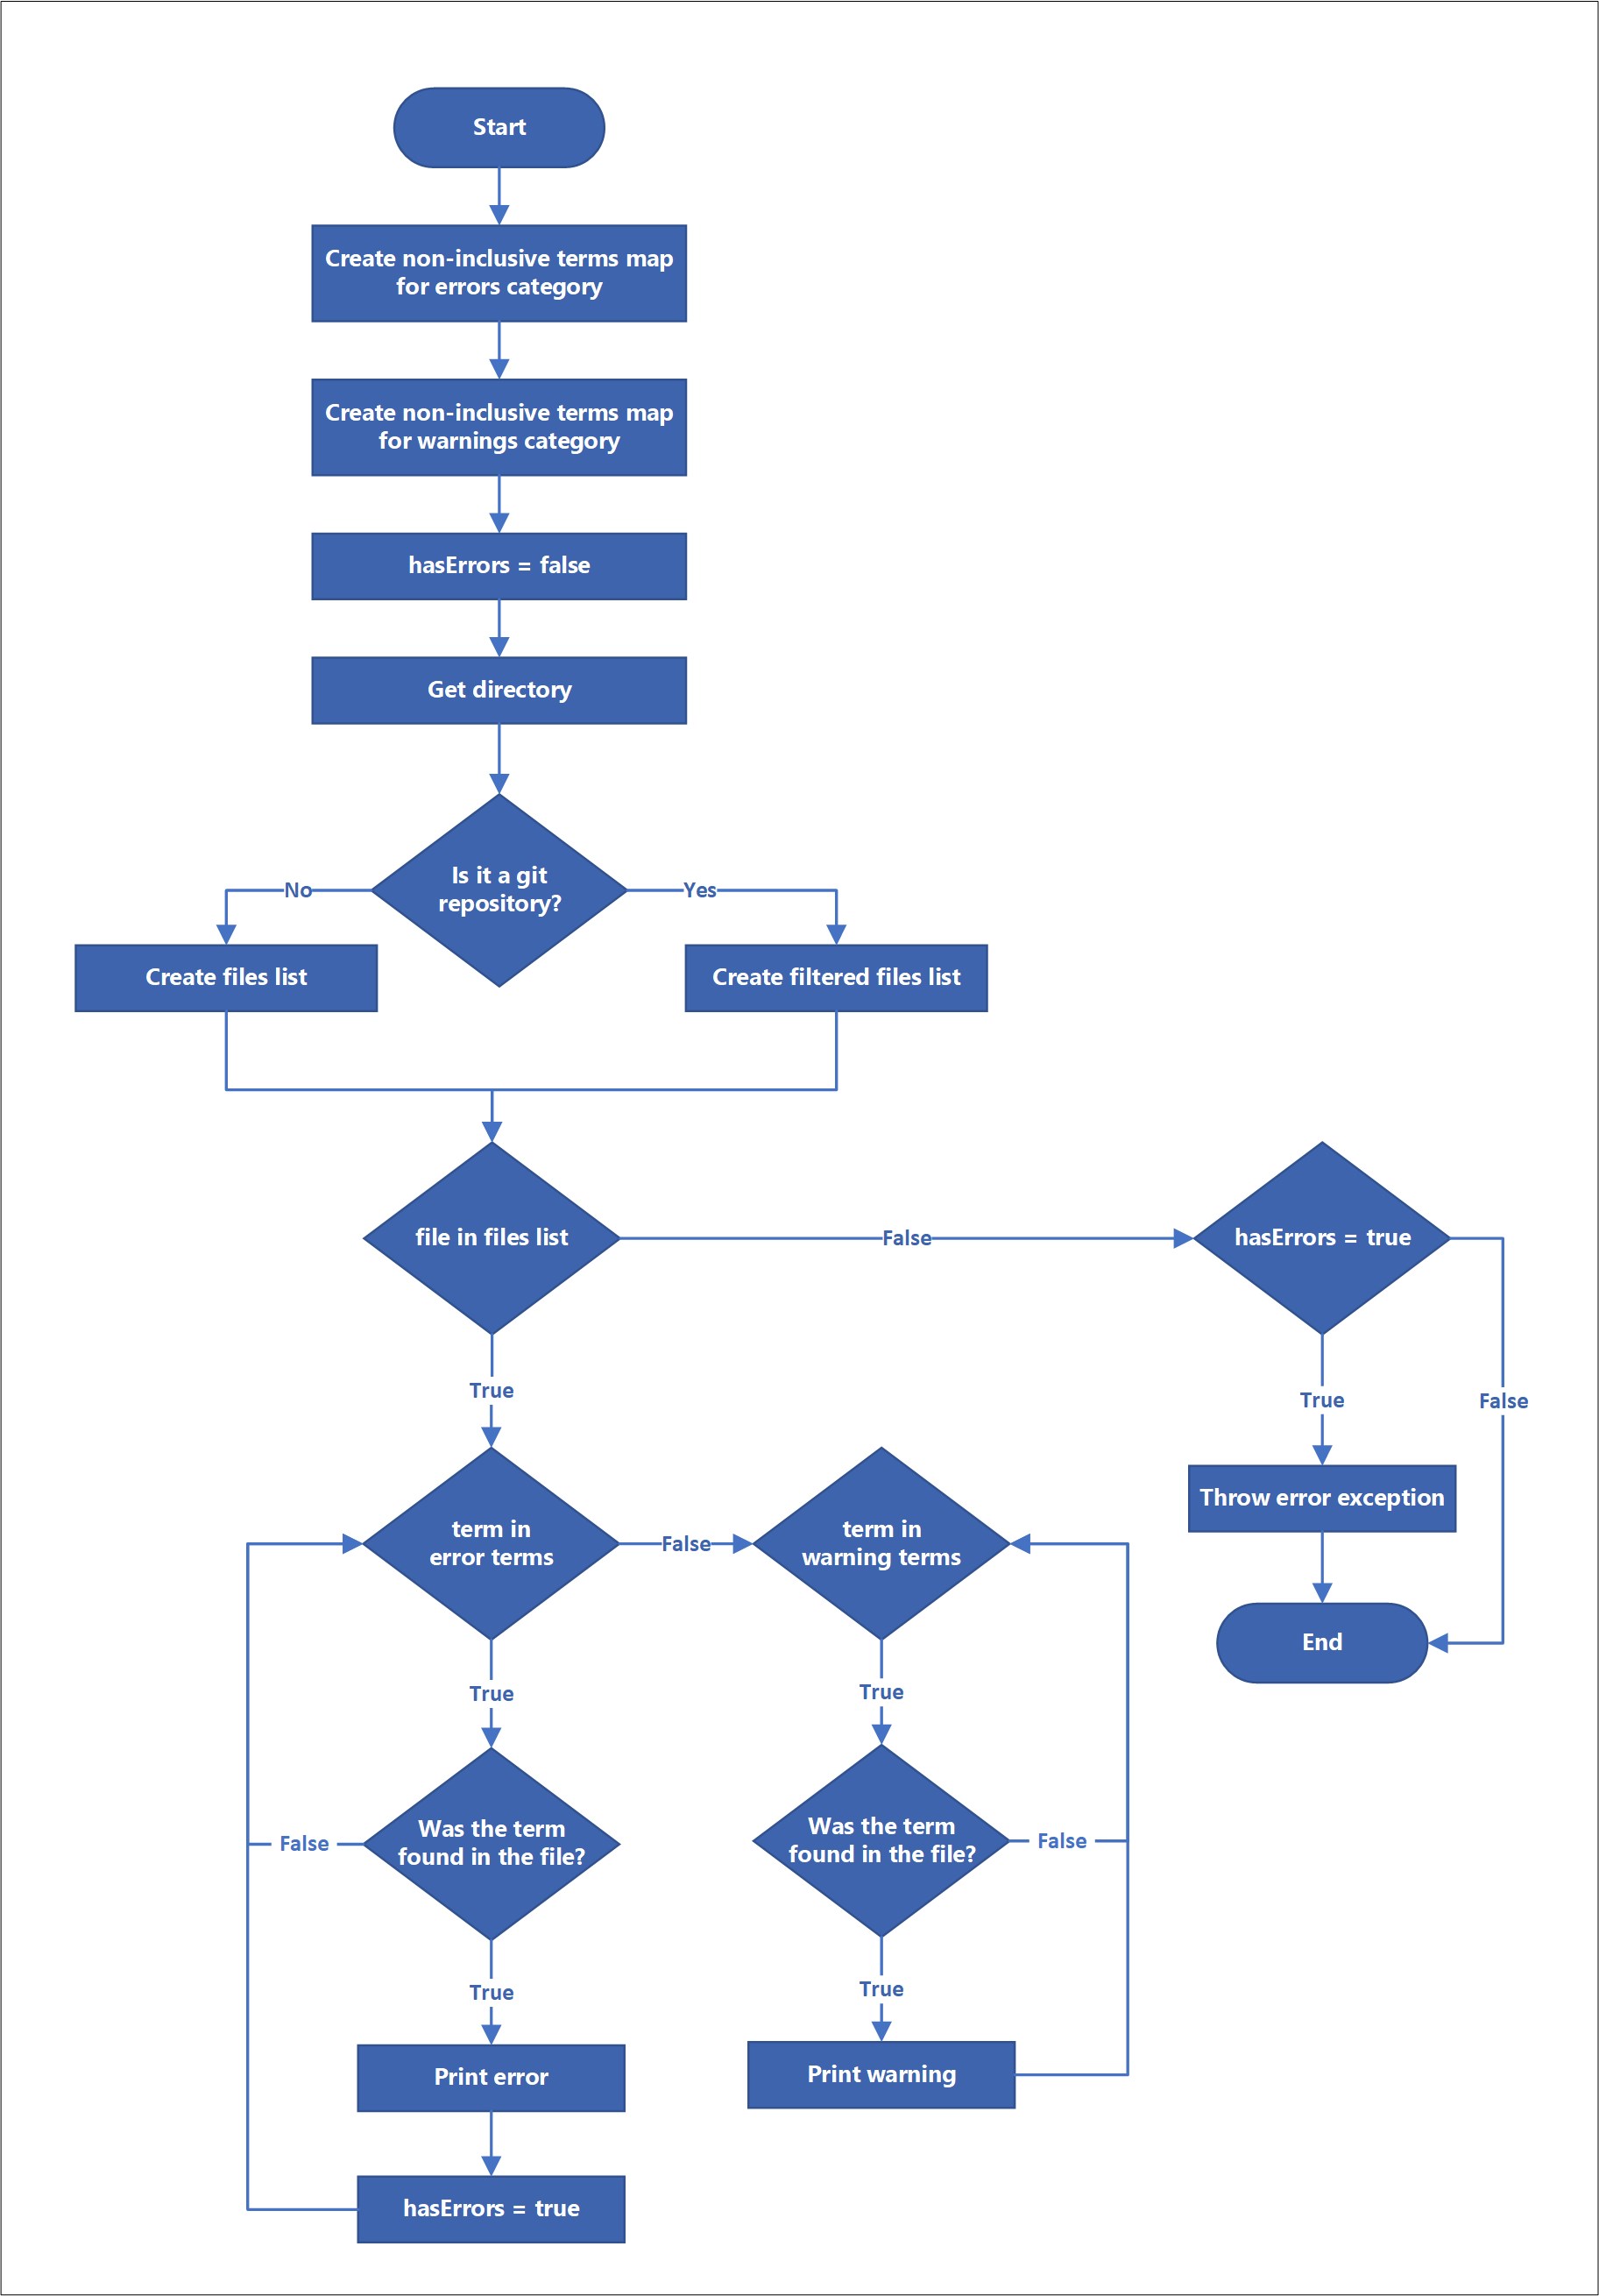 Start
Create non-inclusive terms map
for errors category
Create non-inclusive terms map
for warnings category
hasErrors = false
Get directory
Is it a git
repository?
No
Yes
Create files list
Create filtered files list
file in files list
False
hasErrors = true
True
True
False
Throw error exception
term in
error terms
False
term in
warning terms
End
True
True
Was the term
found in the file?
False
Was the term
found in the file?
False
True
True
Print error
Print warning
hasErrors = true